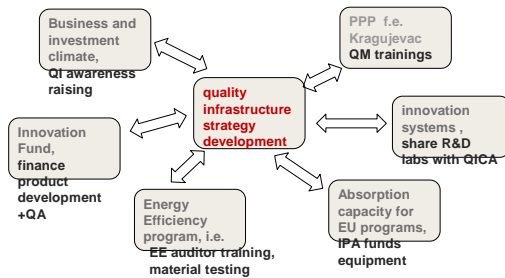 Business and
investment
climate,
QI awareness
raising
PPP f.e.
Kragujevac
QM trainings
quality
infrastructure
strategy
development
Innovation
Fund,
finance
product
development
+QA
innovation
systems ,
share R&D
labs with QICA
Energy
Efficiency
program, i.e.
EE auditor training,
material testing
Absorption
capacity for
EU programs,
IPA funds
equipment